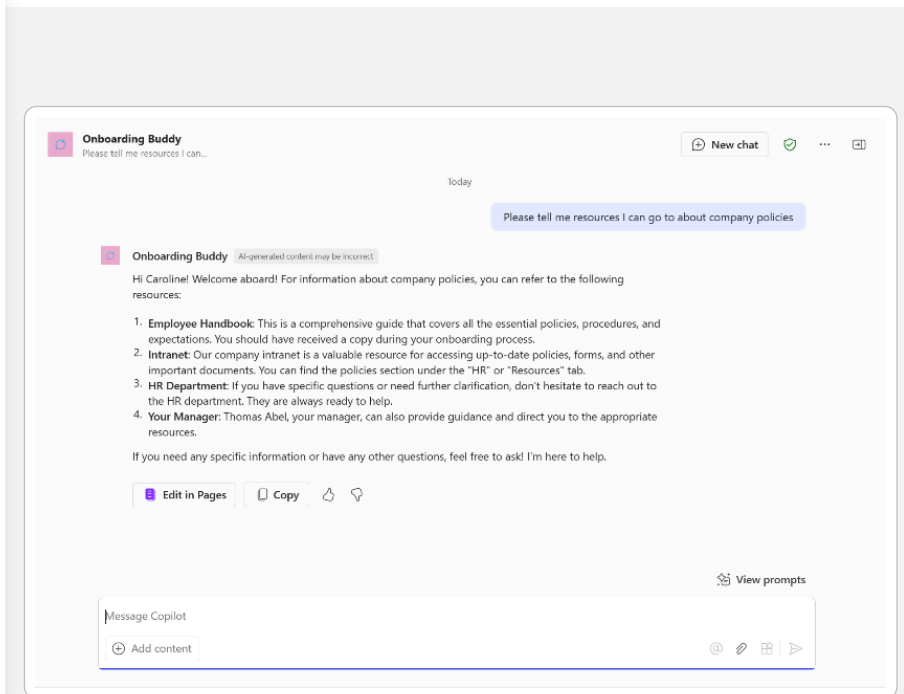 Onboarding Buddy
Please tell me resources I can...
New chat
Today
Please tell me resources I can go to about company policies
Onboarding Buddy AI-generated content may be incorrect
Hi Caroline! Welcome aboard! For information about company policies, you can refer to the following
resources:
1. Employee Handbook: This is a comprehensive guide that covers all the essential policies, procedures, and
expectations. You should have received a copy during your onboarding process.
2. Intranet: Our company intranet is a valuable resource for accessing up-to-date policies, forms, and other
important documents. You can find the policies section under the "HR" or "Resources" tab.
3. HR Department: If you have specific questions or need further clarification, don't hesitate to reach out to
the HR department. They are always ready to help.
4. Your Manager: Thomas Abel, your manager, can also provide guidance and direct you to the appropriate
resources.
If you need any specific information or have any other questions, feel free to ask! I'm here to help.
Edit in Pages Copy
View prompts
Message Copilot
Add content